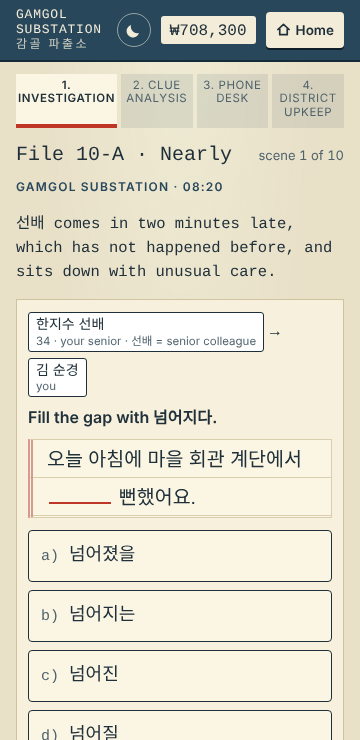 GAMGOL
SUBSTATION
감골 파출소
₩708,300
Home
1.
INVESTIGATION
2. CLUE
ANALYSIS
3. PHONE
DESK
4.
DISTRICT
UPKEEP
File 10-A · Nearly
scene 1 of 10
GAMGOL SUBSTATION · 08:20
선배 comes in two minutes late,
which has not happened before, and
sits down with unusual care.
한지수 선배
34 · your senior · 선배 = senior colleague
→
김 순경
you
Fill the gap with 넘어지다.
오늘 아침에 마을 회관 계단에서
______ 뻔했어요.
a) 넘어졌을
b) 넘어지는
c) 넘어진
d) 넘어질